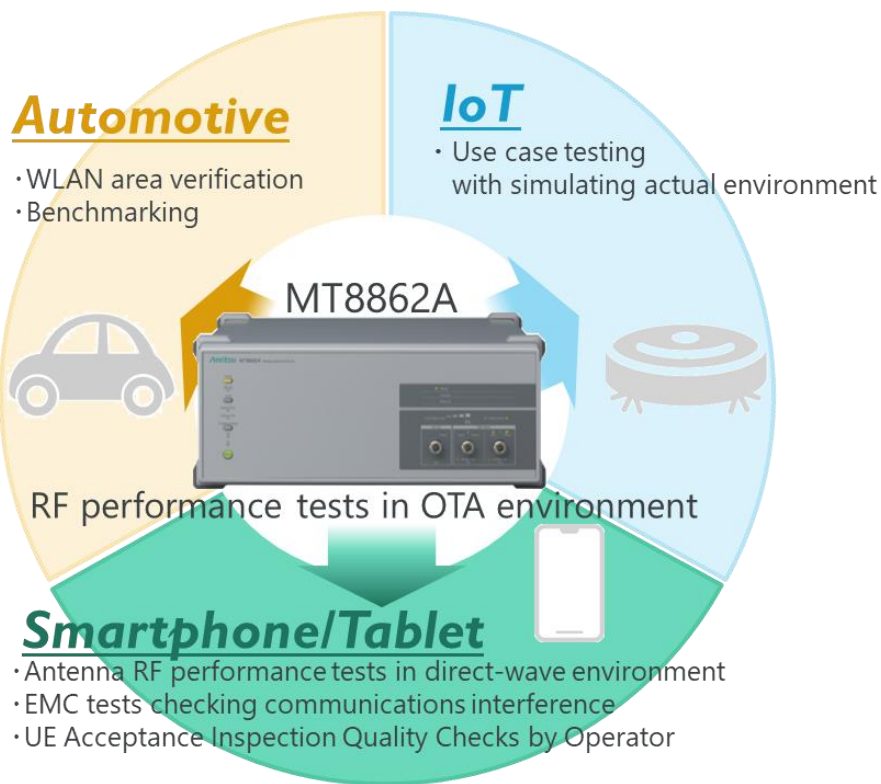 Automotive
・WLAN area verification
・Benchmarking
IoT
・ Use case testing
with simulating actual environment
MT8862A
Anritsu MT8862A
RF performance tests in OTA environment
Smartphone/Tablet
・Antenna RF performance tests in direct-wave environment
・EMC tests checking communications interference
・UE Acceptance Inspection Quality Checks by Operator